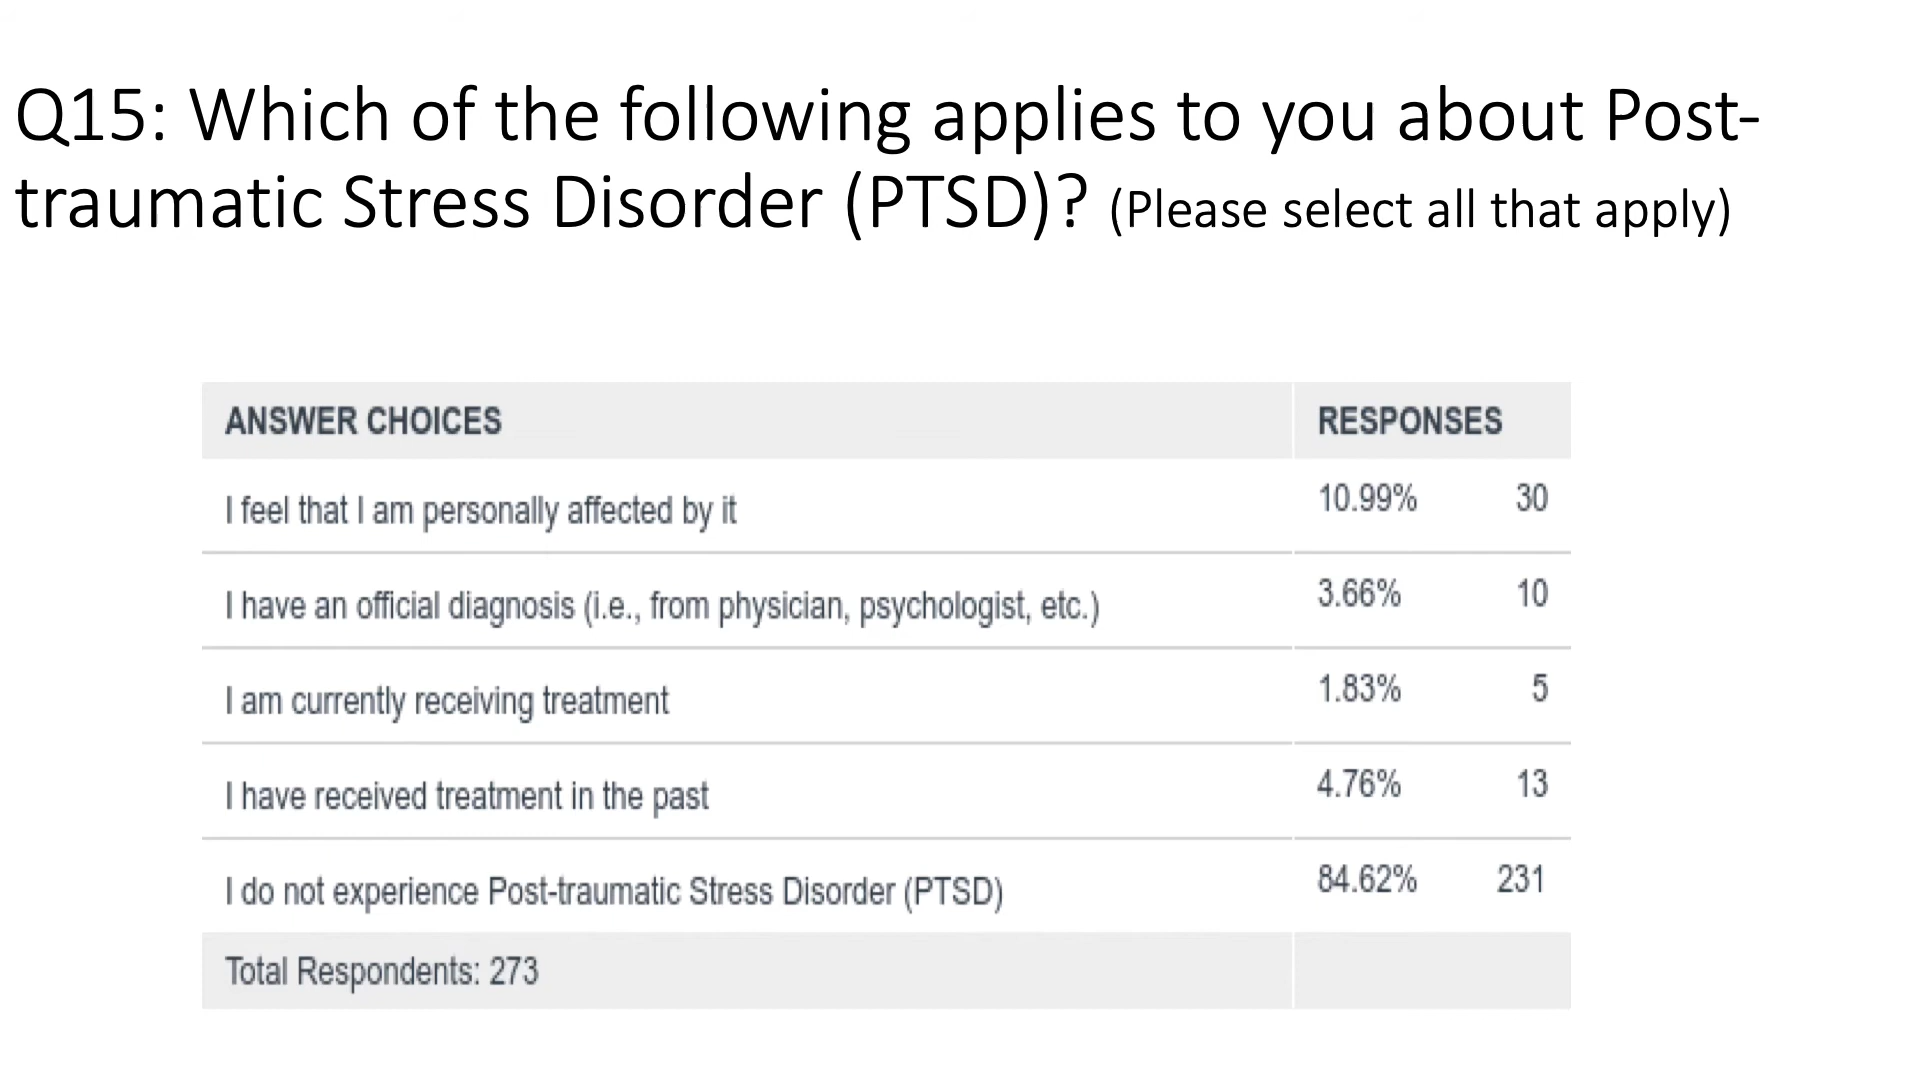 Q15: Which of the following applies to you about Post-
traumatic Stress Disorder (PTSD)? (Please select all that apply)
ANSWER CHOICES RESPONSES
I feel that I am personally affected by it 10.99% 30
I have an official diagnosis (i.e., from physician, psychologist, etc.) 3.66% 10
I am currently receiving treatment 1.83% 5
I have received treatment in the past 4.76% 13
I do not experience Post-traumatic Stress Disorder (PTSD) 84.62% 231
Total Respondents: 273